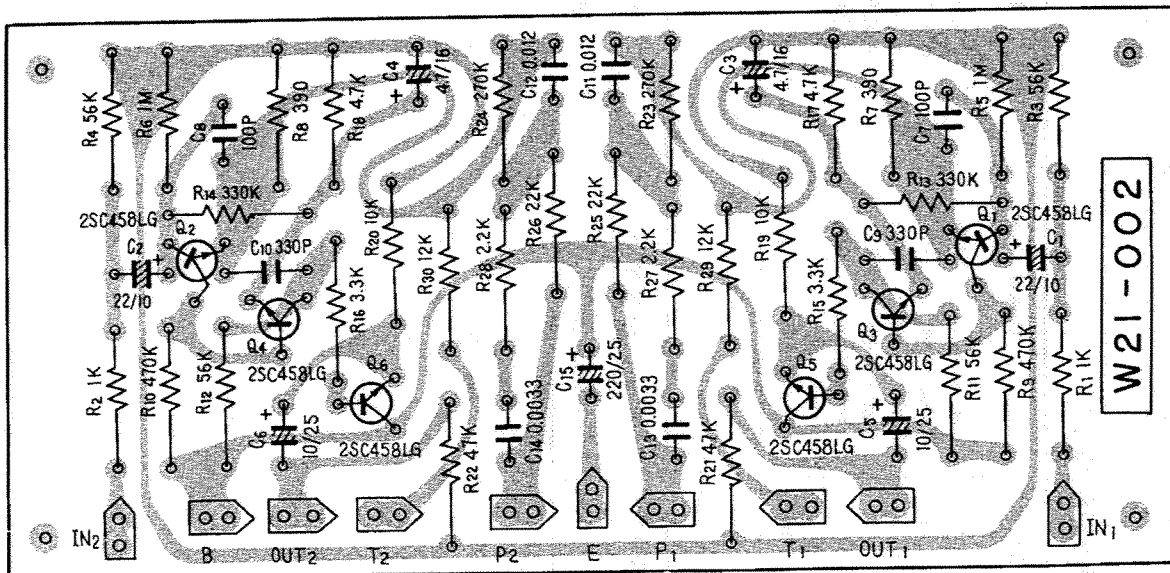 R4 56K
R6 1M
C8
100P
R8 390
R18 4.7K
C4
+
4.7/16
R24 270K
C12 0.012
C11 0.012
R23 270K
C3
+
4.7/16
R17 4.7K
R7 390
C7 100P
R5 1M
R3 56K
R14 330K
2SC458LG
Q2
C2
+
22/10
C10 330P
R20 10K
R30 12K
R28 2.2K
R26 22K
R25 22K
R27 2.2K
R29 12K
R19 10K
R13 330K
Q1
2SC458LG
C9 330P
+
C1
22/10
W21-002
R16 3.3K
R15 3.3K
Q4
2SC458LG
Q6
2SC458LG
C15
+
220/25
Q5
2SC458LG
Q3
2SC458LG
R2 1K
R10 470K
R12 56K
C6
+
10/25
R22 47K
C14 0.0033
C13 0.0033
R21 47K
C5
+
10/25
R11 56K
R9 470K
R1 1K
IN2
B
OUT2
T2
P2
E
P1
T1
OUT1
IN1